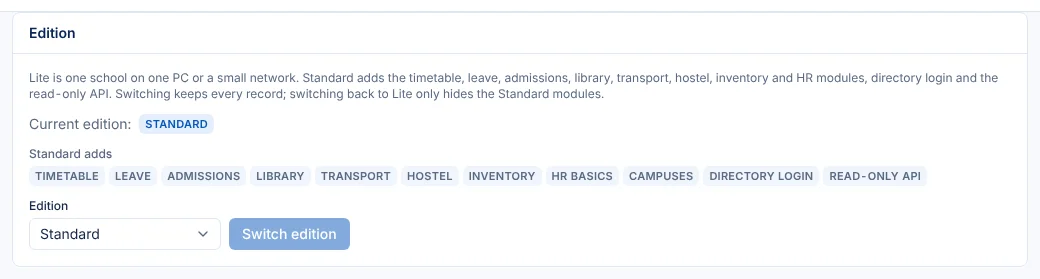 Edition
Lite is one school on one PC or a small network. Standard adds the timetable, leave, admissions, library, transport, hostel, inventory and HR modules, directory login and the
read-only API. Switching keeps every record; switching back to Lite only hides the Standard modules.
Current edition: STANDARD
Standard adds
TIMETABLE LEAVE ADMISSIONS LIBRARY TRANSPORT HOSTEL INVENTORY HR BASICS CAMPUSES DIRECTORY LOGIN READ-ONLY API
Edition
Standard Switch edition